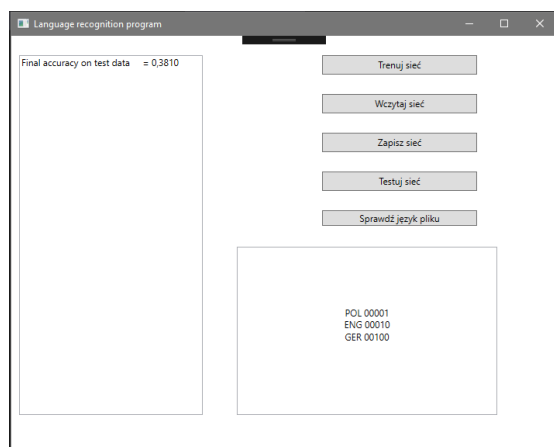 Language recognition program
Final accuracy on test data = 0,3810
Trenuj sieć
Wczytaj sieć
Zapisz sieć
Testuj sieć
Sprawdź język pliku
POL 00001
ENG 00010
GER 00100